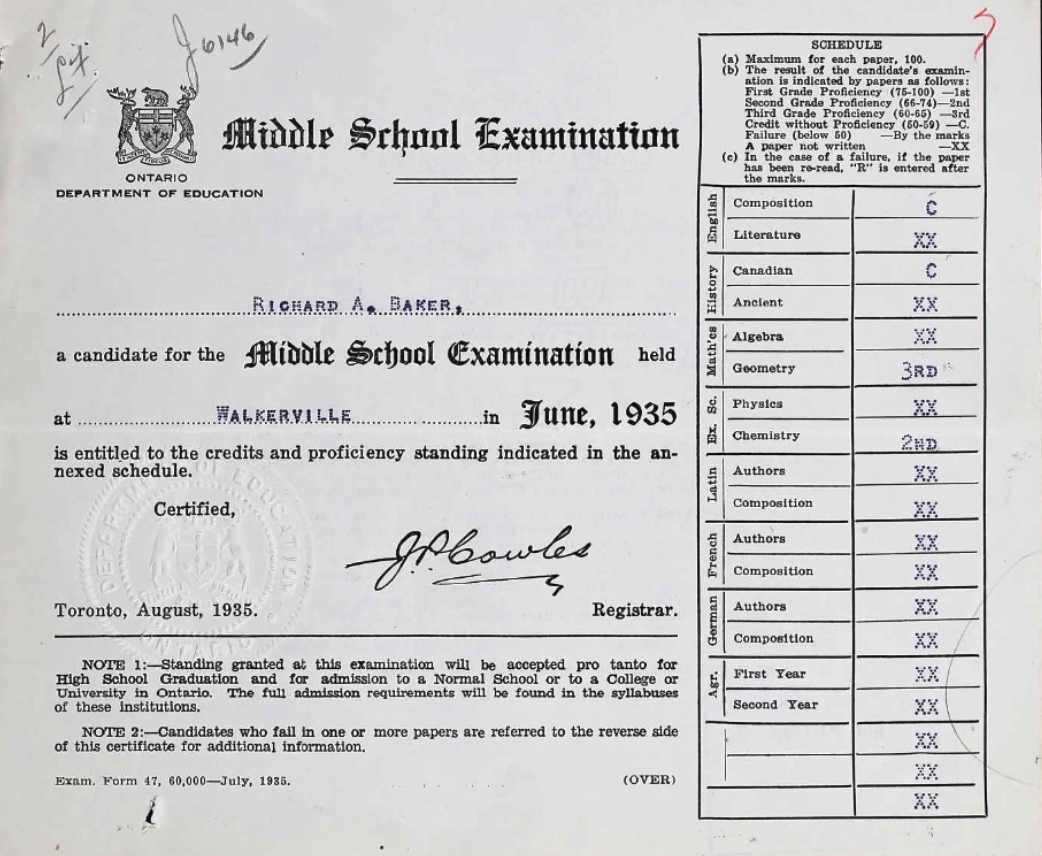 2
Lit.
J6146
ONTARIO
DEPARTMENT OF EDUCATION
Middle School Examination
RICHARD A. BAKER,
a candidate for the Middle School Examination held
at WALKERVILLE in June, 1935
is entitled to the credits and proficiency standing indicated in the an-
nexed schedule.
Certified,
J.P. Cowles
Toronto, August, 1935. Registrar.
DEPARTMENT OF EDUCATION
ONTARIO
NOTE 1:—Standing granted at this examination will be accepted pro tanto for
High School Graduation and for admission to a Normal School or to a College or
University in Ontario. The full admission requirements will be found in the syllabuses
of these institutions.
NOTE 2:—Candidates who fail in one or more papers are referred to the reverse side
of this certificate for additional information.
Exam. Form 47, 60,000—July, 1935. (OVER)
SCHEDULE
(a) Maximum for each paper, 100.
(b) The result of the candidate's examin-
ation is indicated by papers as follows:
First Grade Proficiency (75-100) —1st
Second Grade Proficiency (66-74)—2nd
Third Grade Proficiency (60-65) —3rd
Credit without Proficiency (50-59) —C.
Failure (below 50) —By the marks
A paper not written —XX
(c) In the case of a failure, if the paper
has been re-read, "R" is entered after
the marks.
English
Composition C
Literature XX
History
Canadian C
Ancient XX
Math'cs
Algebra XX
Geometry 3RD
Ex. Sc.
Physics XX
Chemistry 2ND
Latin
Authors XX
Composition XX
French
Authors XX
Composition XX
German
Authors XX
Composition XX
Agr.
First Year XX
Second Year XX
XX
XX
XX